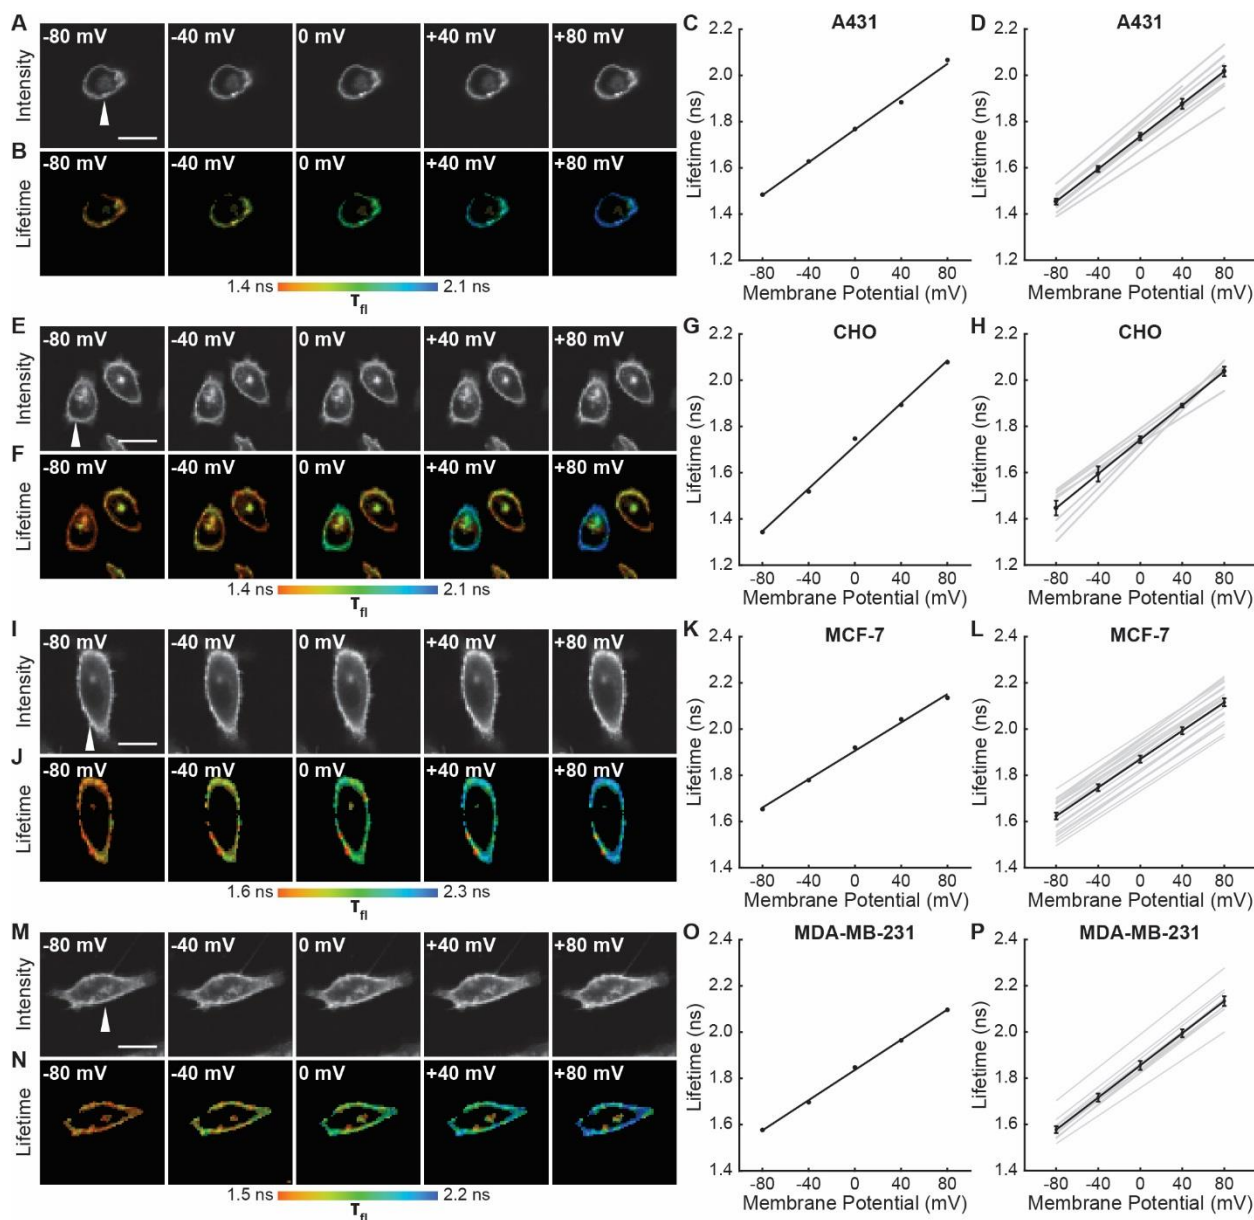 A
-80 mV
-40 mV
0 mV
+40 mV
+80 mV
Intensity
B
-80 mV
-40 mV
0 mV
+40 mV
+80 mV
Lifetime
1.4 ns
2.1 ns
τfl
C
A431
Lifetime (ns)
2.2
2.0
1.8
1.6
1.4
1.2
-80 -40 0 40 80
Membrane Potential (mV)
D
A431
Lifetime (ns)
2.2
2.0
1.8
1.6
1.4
1.2
-80 -40 0 40 80
Membrane Potential (mV)
E
-80 mV
-40 mV
0 mV
+40 mV
+80 mV
Intensity
F
-80 mV
-40 mV
0 mV
+40 mV
+80 mV
Lifetime
1.4 ns
2.1 ns
τfl
G
CHO
Lifetime (ns)
2.2
2.0
1.8
1.6
1.4
1.2
-80 -40 0 40 80
Membrane Potential (mV)
H
CHO
Lifetime (ns)
2.2
2.0
1.8
1.6
1.4
1.2
-80 -40 0 40 80
Membrane Potential (mV)
I
-80 mV
-40 mV
0 mV
+40 mV
+80 mV
Intensity
J
-80 mV
-40 mV
0 mV
+40 mV
+80 mV
Lifetime
1.6 ns
2.3 ns
τfl
K
MCF-7
Lifetime (ns)
2.4
2.2
2.0
1.8
1.6
1.4
-80 -40 0 40 80
Membrane Potential (mV)
L
MCF-7
Lifetime (ns)
2.4
2.2
2.0
1.8
1.6
1.4
-80 -40 0 40 80
Membrane Potential (mV)
M
-80 mV
-40 mV
0 mV
+40 mV
+80 mV
Intensity
N
-80 mV
-40 mV
0 mV
+40 mV
+80 mV
Lifetime
1.5 ns
2.2 ns
τfl
O
MDA-MB-231
Lifetime (ns)
2.4
2.2
2.0
1.8
1.6
1.4
-80 -40 0 40 80
Membrane Potential (mV)
P
MDA-MB-231
Lifetime (ns)
2.4
2.2
2.0
1.8
1.6
1.4
-80 -40 0 40 80
Membrane Potential (mV)